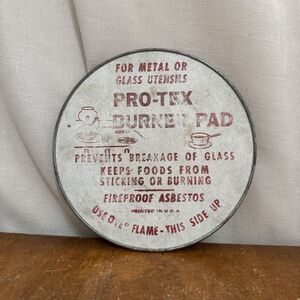 FOR METAL OR
GLASS UTENSILS
PRO-TEX
BURNER PAD
PREVENTS BREAKAGE OF GLASS
KEEPS FOODS FROM
STICKING OR BURNING
FIREPROOF ASBESTOS
PRINTED IN U.S.A.
USE OVER FLAME - THIS SIDE UP